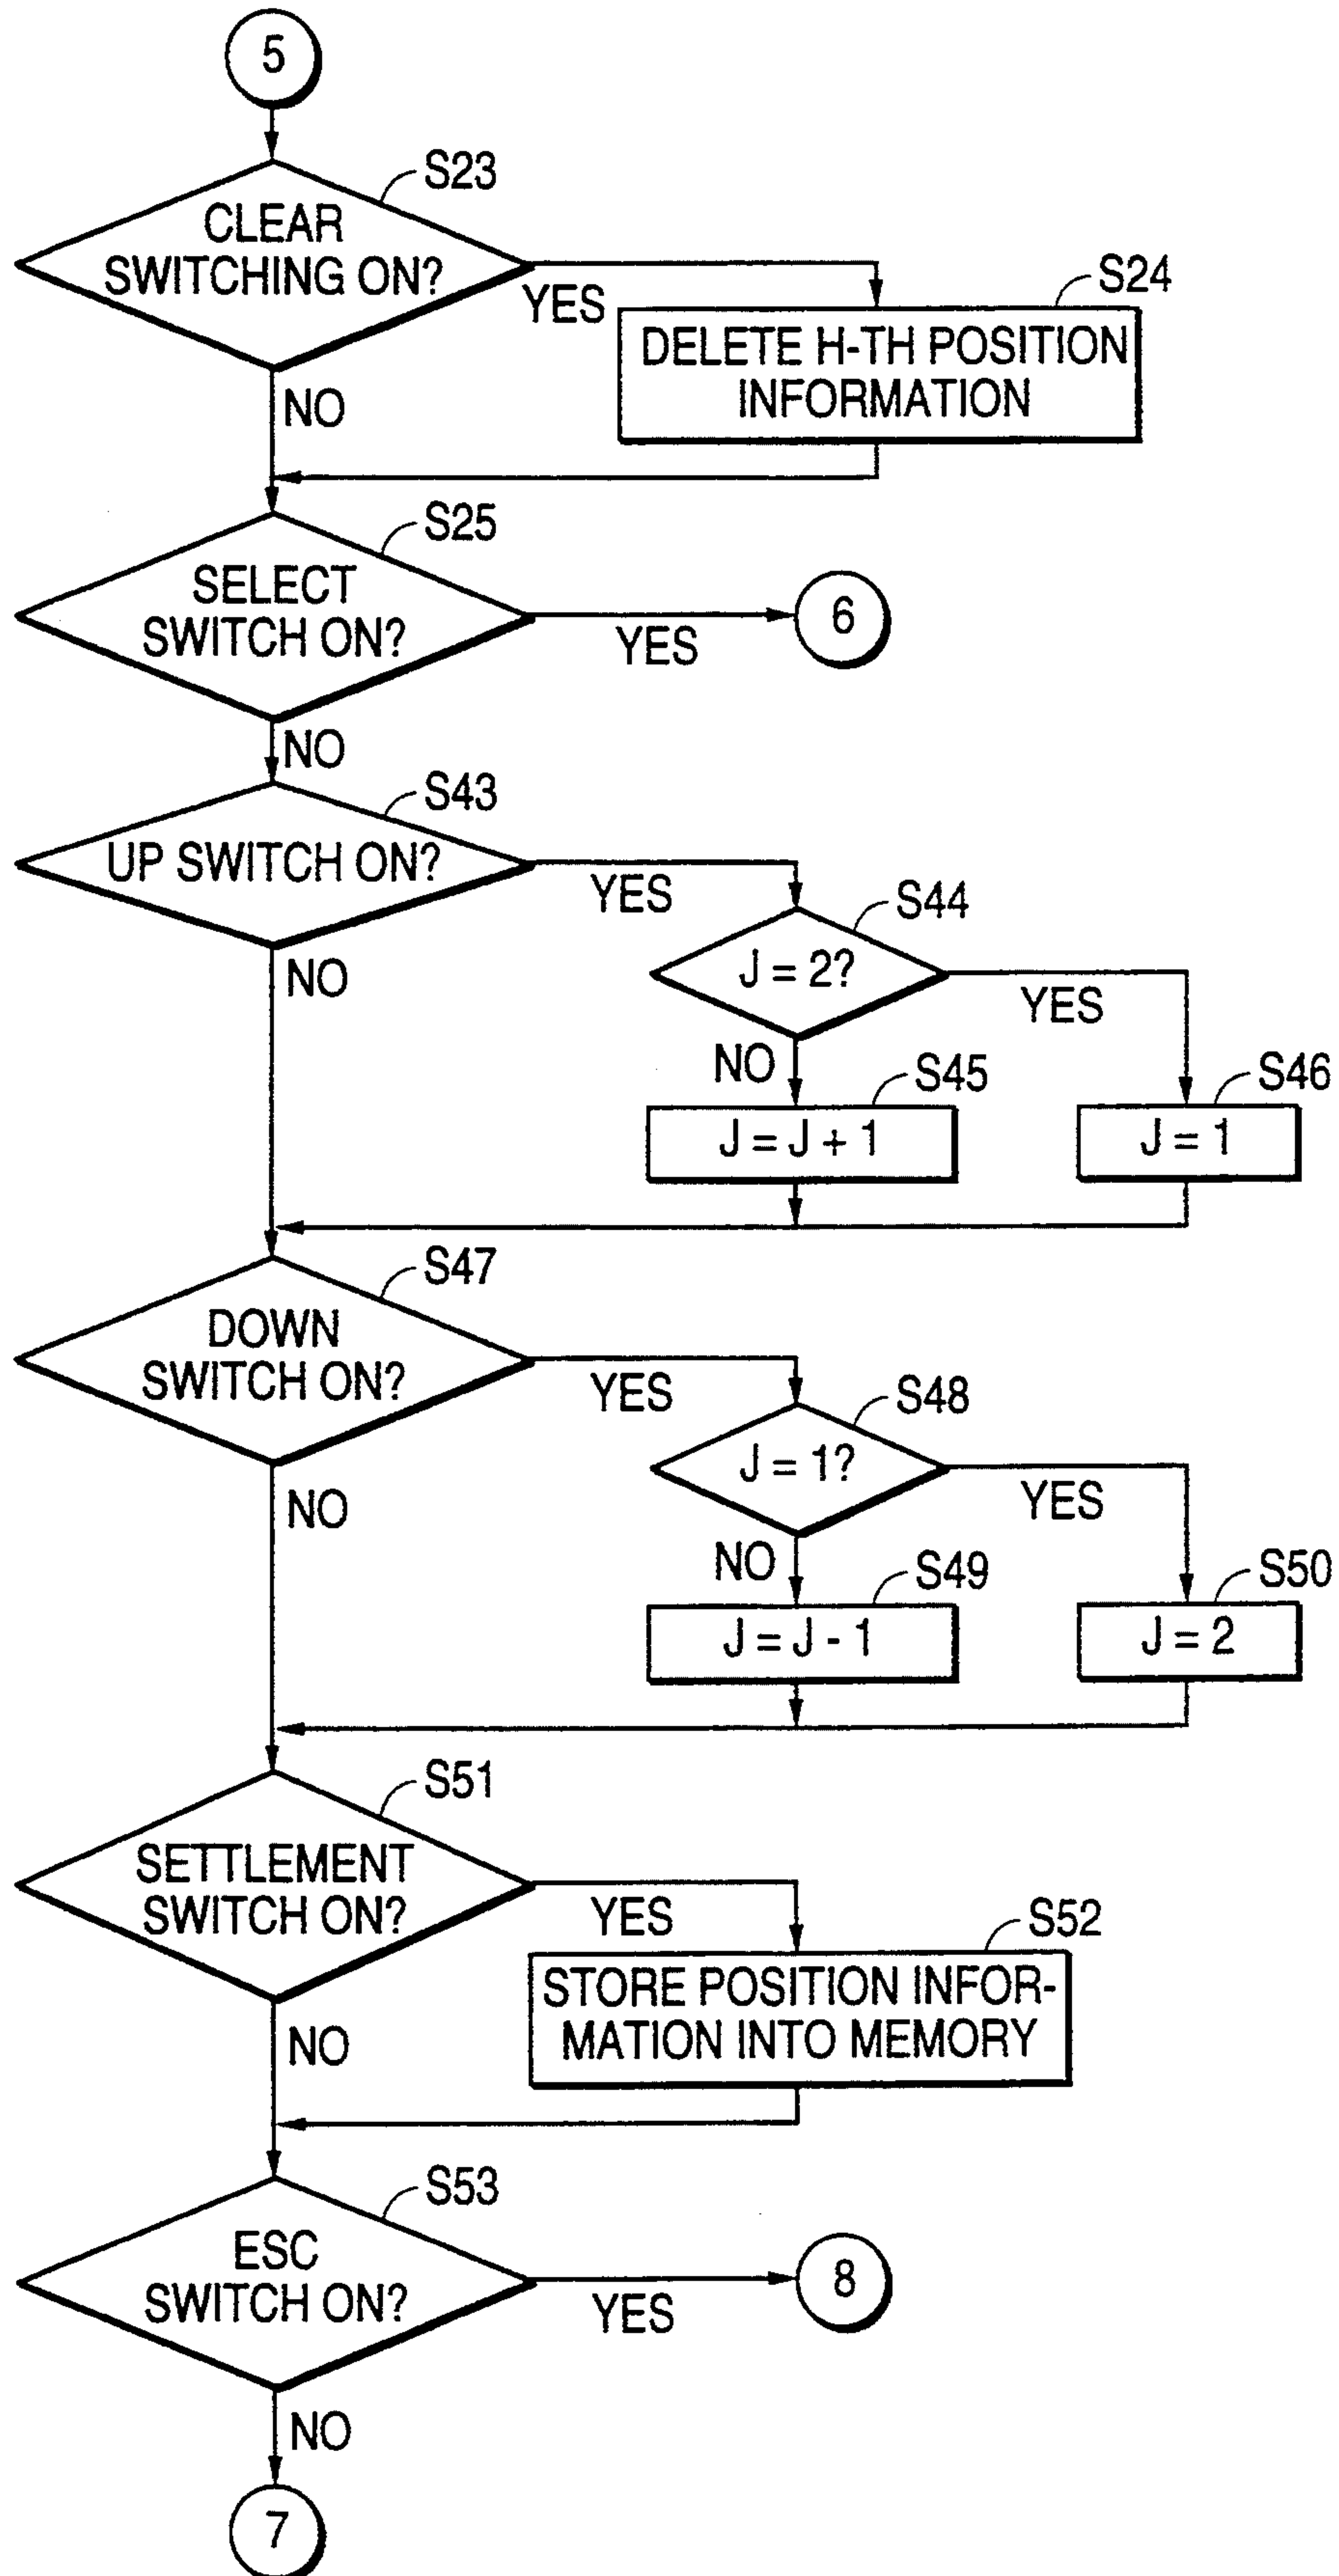 5
S23
CLEAR
SWITCHING ON?
YES
S24
DELETE H-TH POSITION
INFORMATION
NO
S25
SELECT
SWITCH ON?
YES
6
NO
S43
UP SWITCH ON?
YES
S44
J = 2?
YES
NO
NO
S45
J = J + 1
S46
J = 1
S47
DOWN
SWITCH ON?
YES
S48
J = 1?
YES
NO
NO
S49
J = J - 1
S50
J = 2
S51
SETTLEMENT
SWITCH ON?
YES
S52
STORE POSITION INFOR-
MATION INTO MEMORY
NO
S53
ESC
SWITCH ON?
YES
8
NO
7